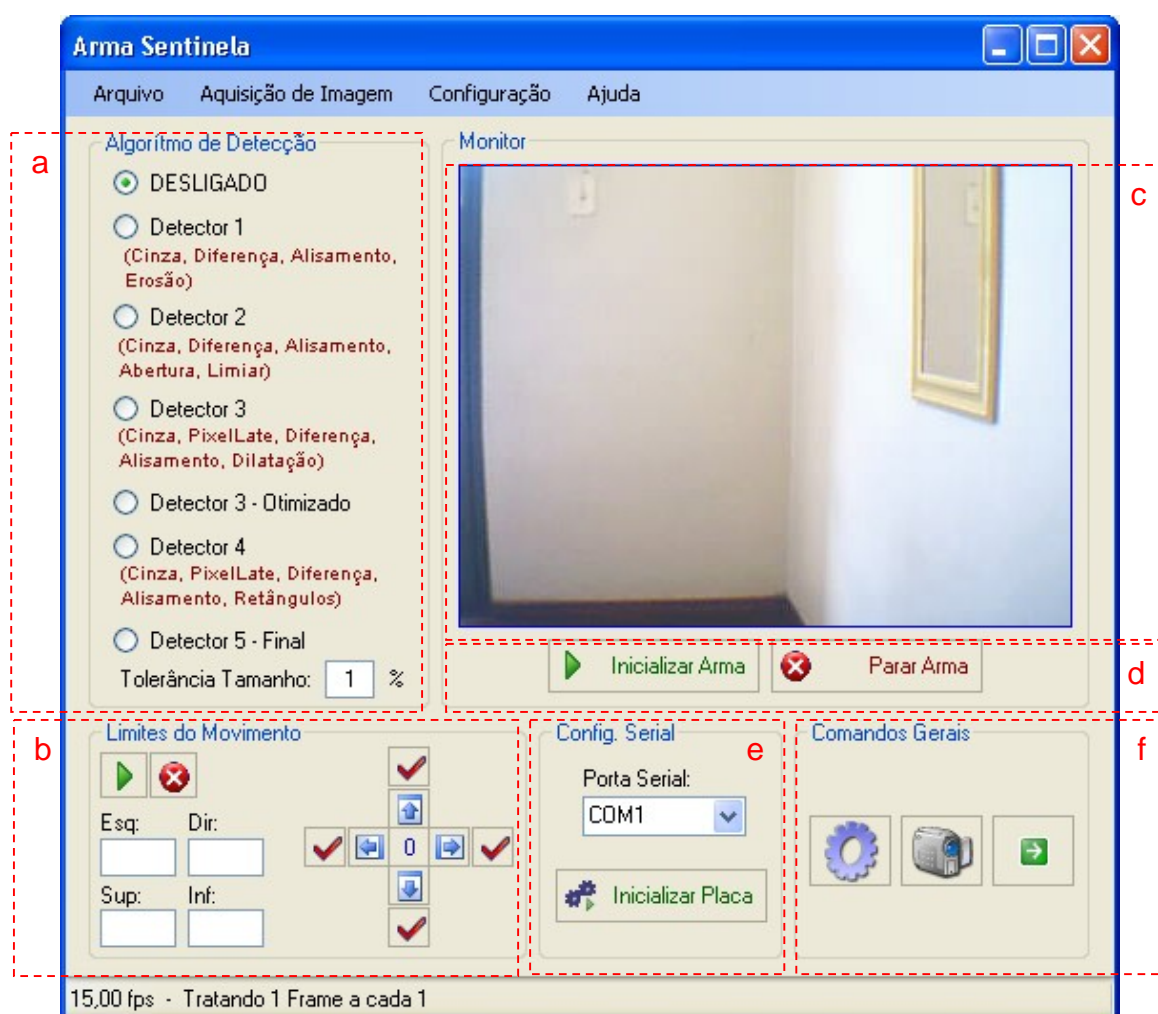 Arma Sentinela
Arquivo Aquisição de Imagem Configuração Ajuda
a
Algorítmo de Detecção
DESLIGADO
Detector 1
(Cinza, Diferença, Alisamento,
Erosão)
Detector 2
(Cinza, Diferença, Alisamento,
Abertura, Limiar)
Detector 3
(Cinza, PixelLate, Diferença,
Alisamento, Dilatação)
Detector 3 - Otimizado
Detector 4
(Cinza, PixelLate, Diferença,
Alisamento, Retângulos)
Detector 5 - Final
Tolerância Tamanho: 1 %
Monitor
c
Inicializar Arma Parar Arma
d
b
Limites do Movimento
Esq: Dir:
0
Sup: Inf:
Config. Serial
e
Porta Serial:
COM1
Inicializar Placa
Comandos Gerais
f
15,00 fps - Tratando 1 Frame a cada 1